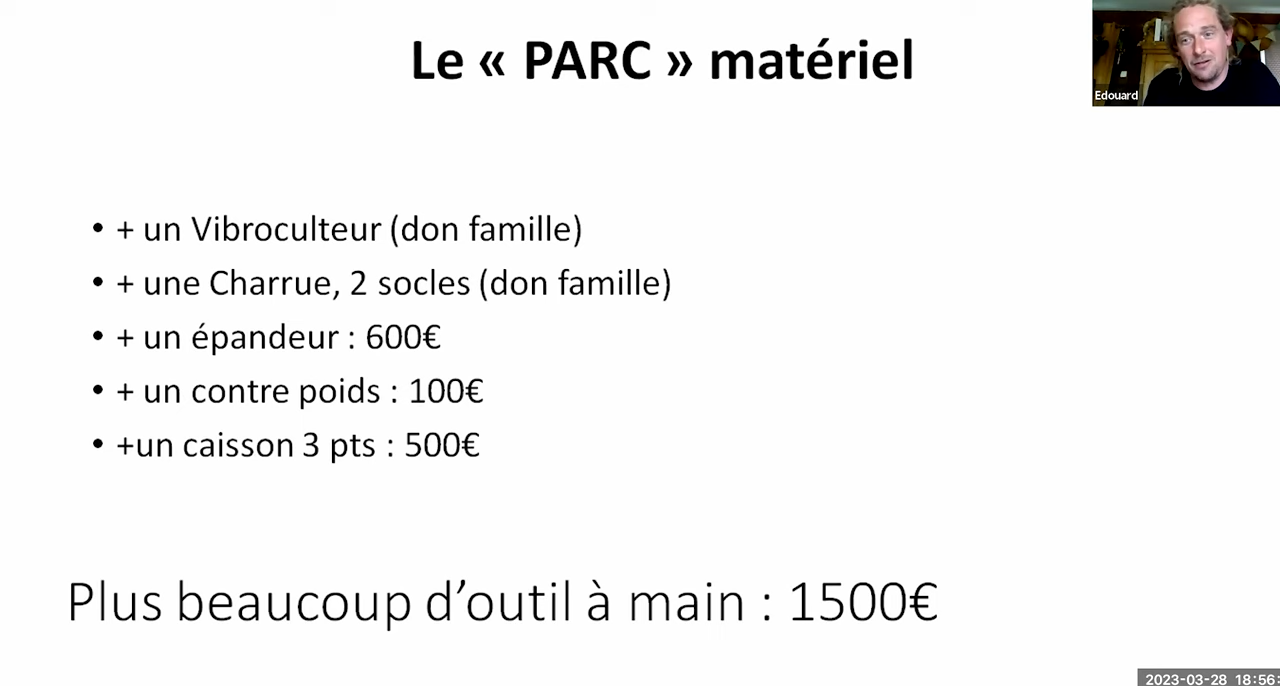 Le « PARC » matériel
Edouard
• + un Vibroculteur (don famille)
• + une Charrue, 2 socles (don famille)
• + un épandeur : 600€
• + un contre poids : 100€
• +un caisson 3 pts : 500€
Plus beaucoup d’outil à main : 1500€
2023-03-28 18:56: